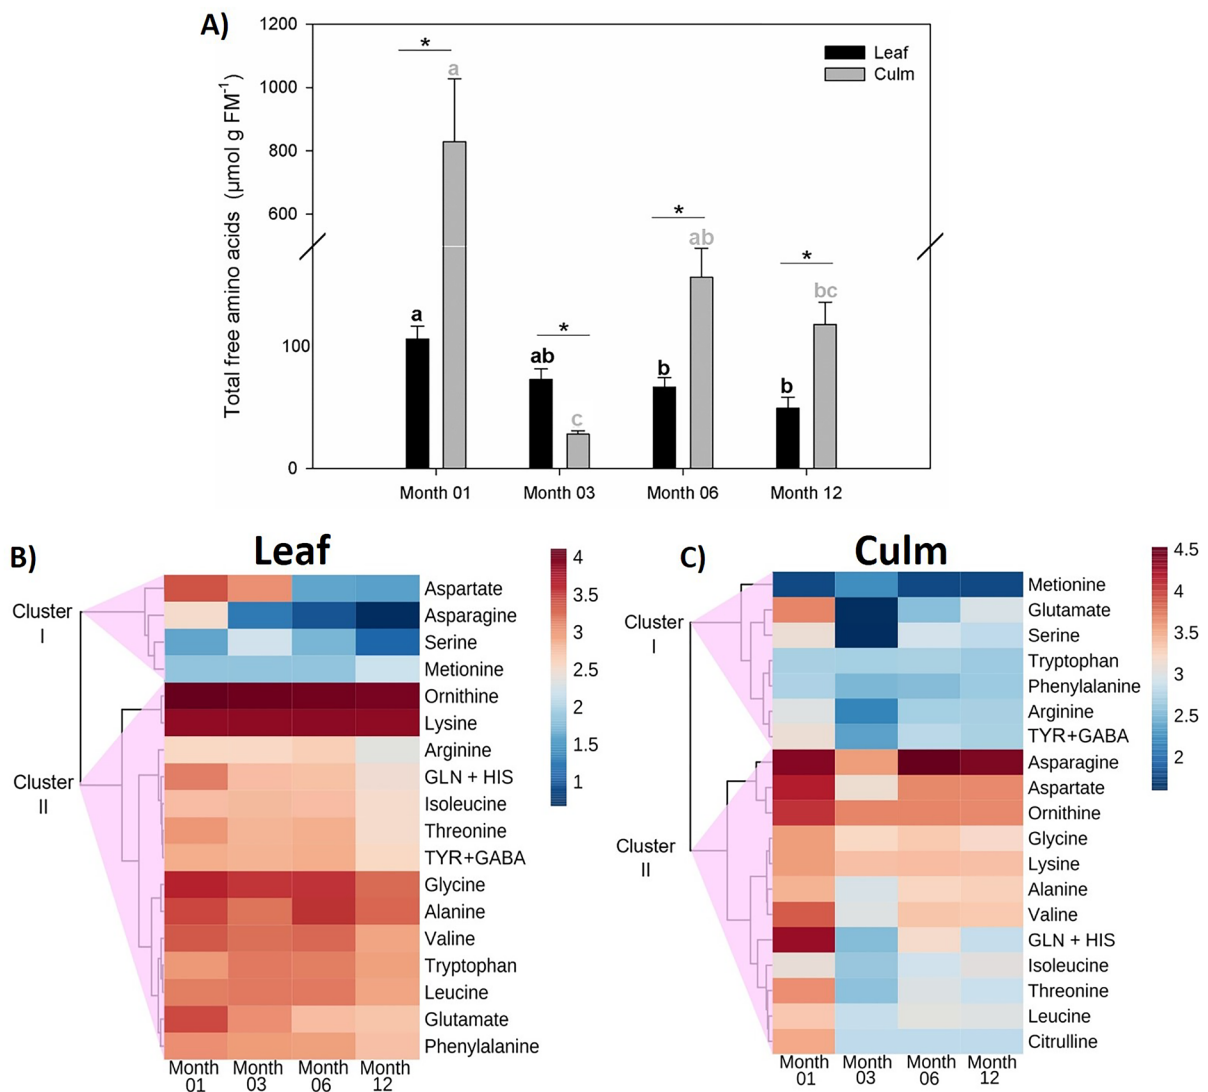 A)
Total free amino acids (µmol g FM⁻¹)
1200
1000
800
600
100
0
Leaf
Culm
*
a
a
*
ab
c
*
b
ab
*
b
bc
Month 01
Month 03
Month 06
Month 12
B)
Leaf
Cluster
I
Cluster
II
Aspartate
Asparagine
Serine
Metionine
Ornithine
Lysine
Arginine
GLN + HIS
Isoleucine
Threonine
TYR+GABA
Glycine
Alanine
Valine
Tryptophan
Leucine
Glutamate
Phenylalanine
Month
01
Month
03
Month
06
Month
12
4
3.5
3
2.5
2
1.5
1
C)
Culm
Cluster
I
Cluster
II
Metionine
Glutamate
Serine
Tryptophan
Phenylalanine
Arginine
TYR+GABA
Asparagine
Aspartate
Ornithine
Glycine
Lysine
Alanine
Valine
GLN + HIS
Isoleucine
Threonine
Leucine
Citrulline
Month
01
Month
03
Month
06
Month
12
4.5
4
3.5
3
2.5
2